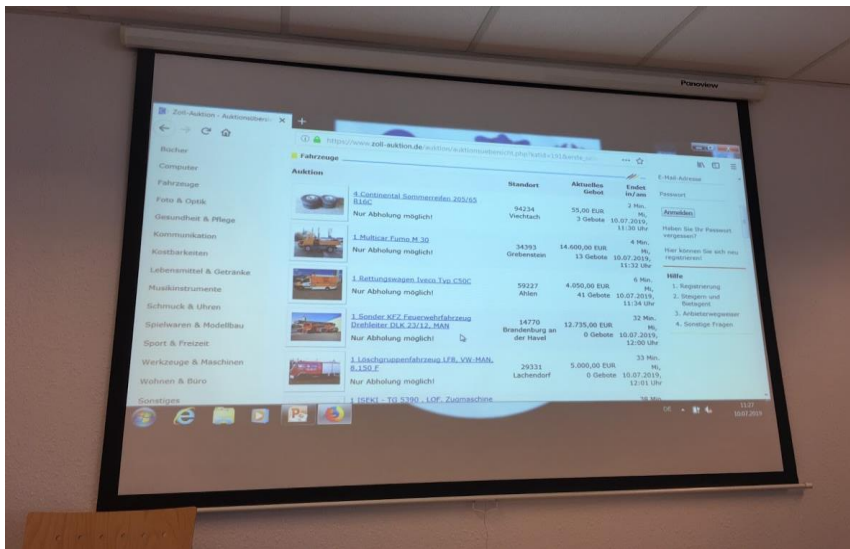 Panoview
Zoll-Auktion - Auktionsübersi
https://www.zoll-auktion.de/auktion/auktionsuebersicht.php?katid=
Bücher
Computer
Fahrzeuge
Foto & Optik
Gesundheit & Pflege
Kommunikation
Kostbarkeiten
Lebensmittel & Getränke
Musikinstrumente
Schmuck & Uhren
Spielwaren & Modellbau
Sport & Freizeit
Werkzeuge & Maschinen
Wohnen & Büro
Sonstiges
Fahrzeuge
Auktion Standort Aktuelles Gebot Endet in/am
4 Continental Sommerreifen 205/65
R16C
Nur Abholung möglich!
94234
Viechtach
55,00 EUR
3 Gebote
2 Min.
Mi,
10.07.2019,
11:30 Uhr
1 Multicar Fumo M 30
Nur Abholung möglich!
34393
Grebenstein
14.600,00 EUR
13 Gebote
4 Min.
Mi,
10.07.2019,
11:32 Uhr
1 Rettungswagen Iveco Typ C50C
Nur Abholung möglich!
59227
Ahlen
4.050,00 EUR
41 Gebote
6 Min.
Mi,
10.07.2019,
11:34 Uhr
1 Sonder KFZ Feuerwehrfahrzeug
Drehleiter DLK 23/12, MAN
Nur Abholung möglich!
14770
Brandenburg an
der Havel
12.735,00 EUR
0 Gebote
32 Min.
Mi,
10.07.2019,
12:00 Uhr
1 Löschgruppenfahrzeug LF8, VW-MAN,
8.150 F
Nur Abholung möglich!
29331
Lachendorf
5.000,00 EUR
0 Gebote
33 Min.
Mi,
10.07.2019,
12:01 Uhr
1 ISEKI - TG 5390 , LOF, Zugmaschine
38 Min.
E-Mail-Adresse
Passwort
Anmelden
Haben Sie Ihr Passwort
vergessen?
Hier können Sie sich neu
registrieren!
Hilfe
1. Registrierung
2. Steigern und
Bietagent
3. Anbieterwegweiser
4. Sonstige Fragen
DE
11:27
10.07.2019